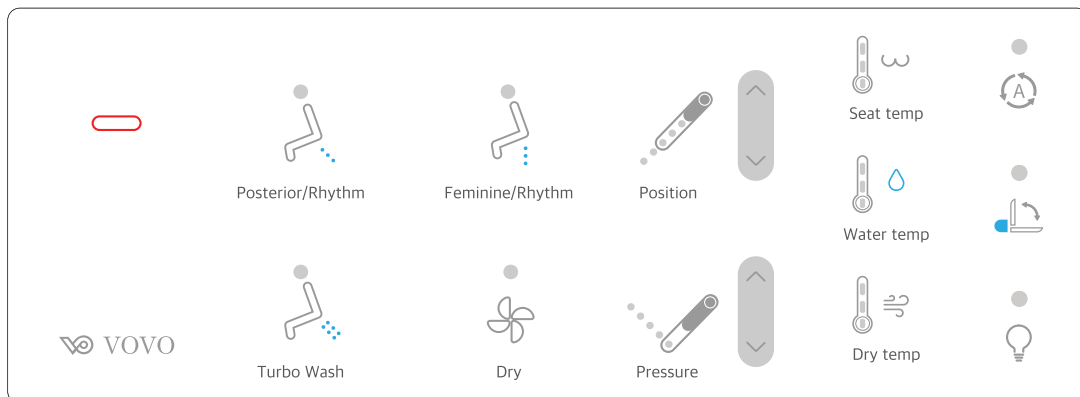 Seat temp
A
Posterior/Rhythm
Feminine/Rhythm
Position
Water temp
VOVO
Turbo Wash
Dry
Pressure
Dry temp